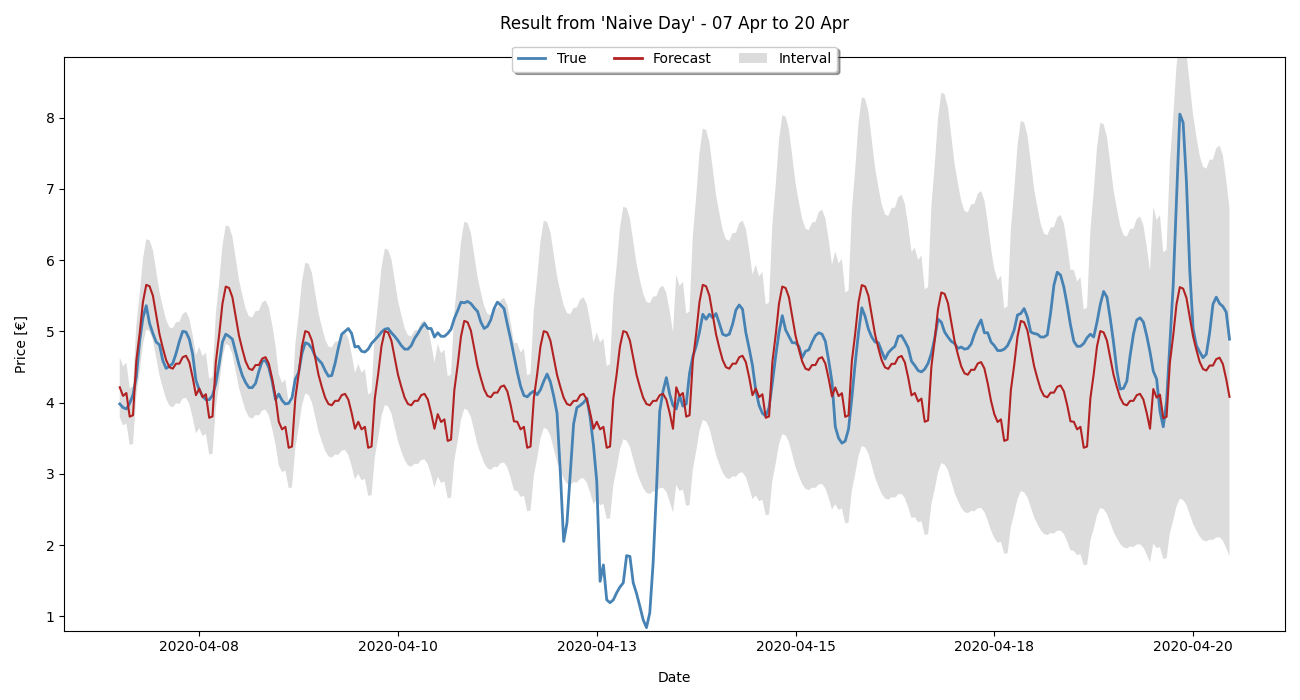 Result from 'Naive Day' - 07 Apr to 20 Apr
True Forecast Interval
8
7
6
5
4
3
2
1
Price [€]
2020-04-08 2020-04-10 2020-04-13 2020-04-15 2020-04-18 2020-04-20
Date